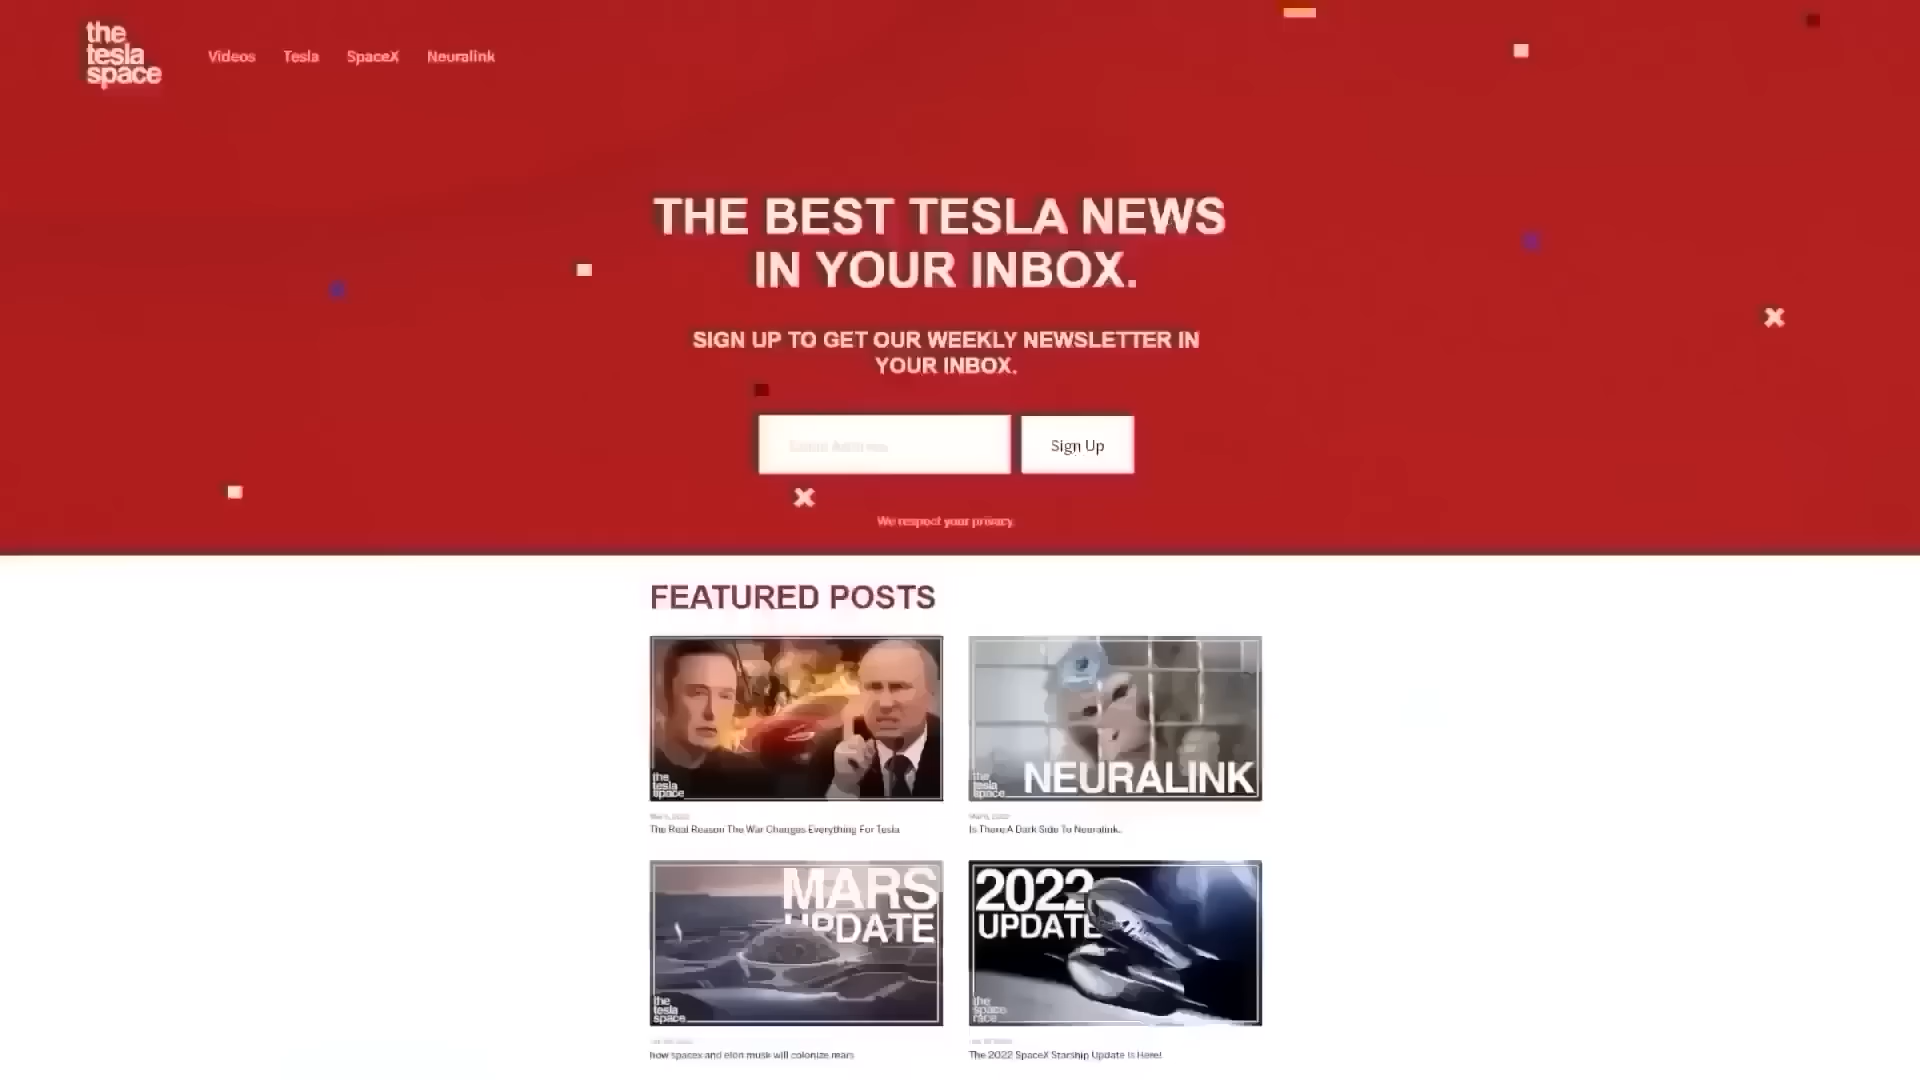 the
tesla
space
Videos Tesla SpaceX Neuralink
THE BEST TESLA NEWS
IN YOUR INBOX.
SIGN UP TO GET OUR WEEKLY NEWSLETTER IN
YOUR INBOX.
Sign Up
We respect your privacy.
FEATURED POSTS
the
tesla
space
the
tesla
space
NEURALINK
The Real Reason The War Changes Everything For Tesla
Is There A Dark Side To Neuralink.
MARS
UPDATE
the
tesla
space
2022
UPDATE
the
space
race
how spacex and elon musk will colonize mars
The 2022 SpaceX Starship Update Is Here!